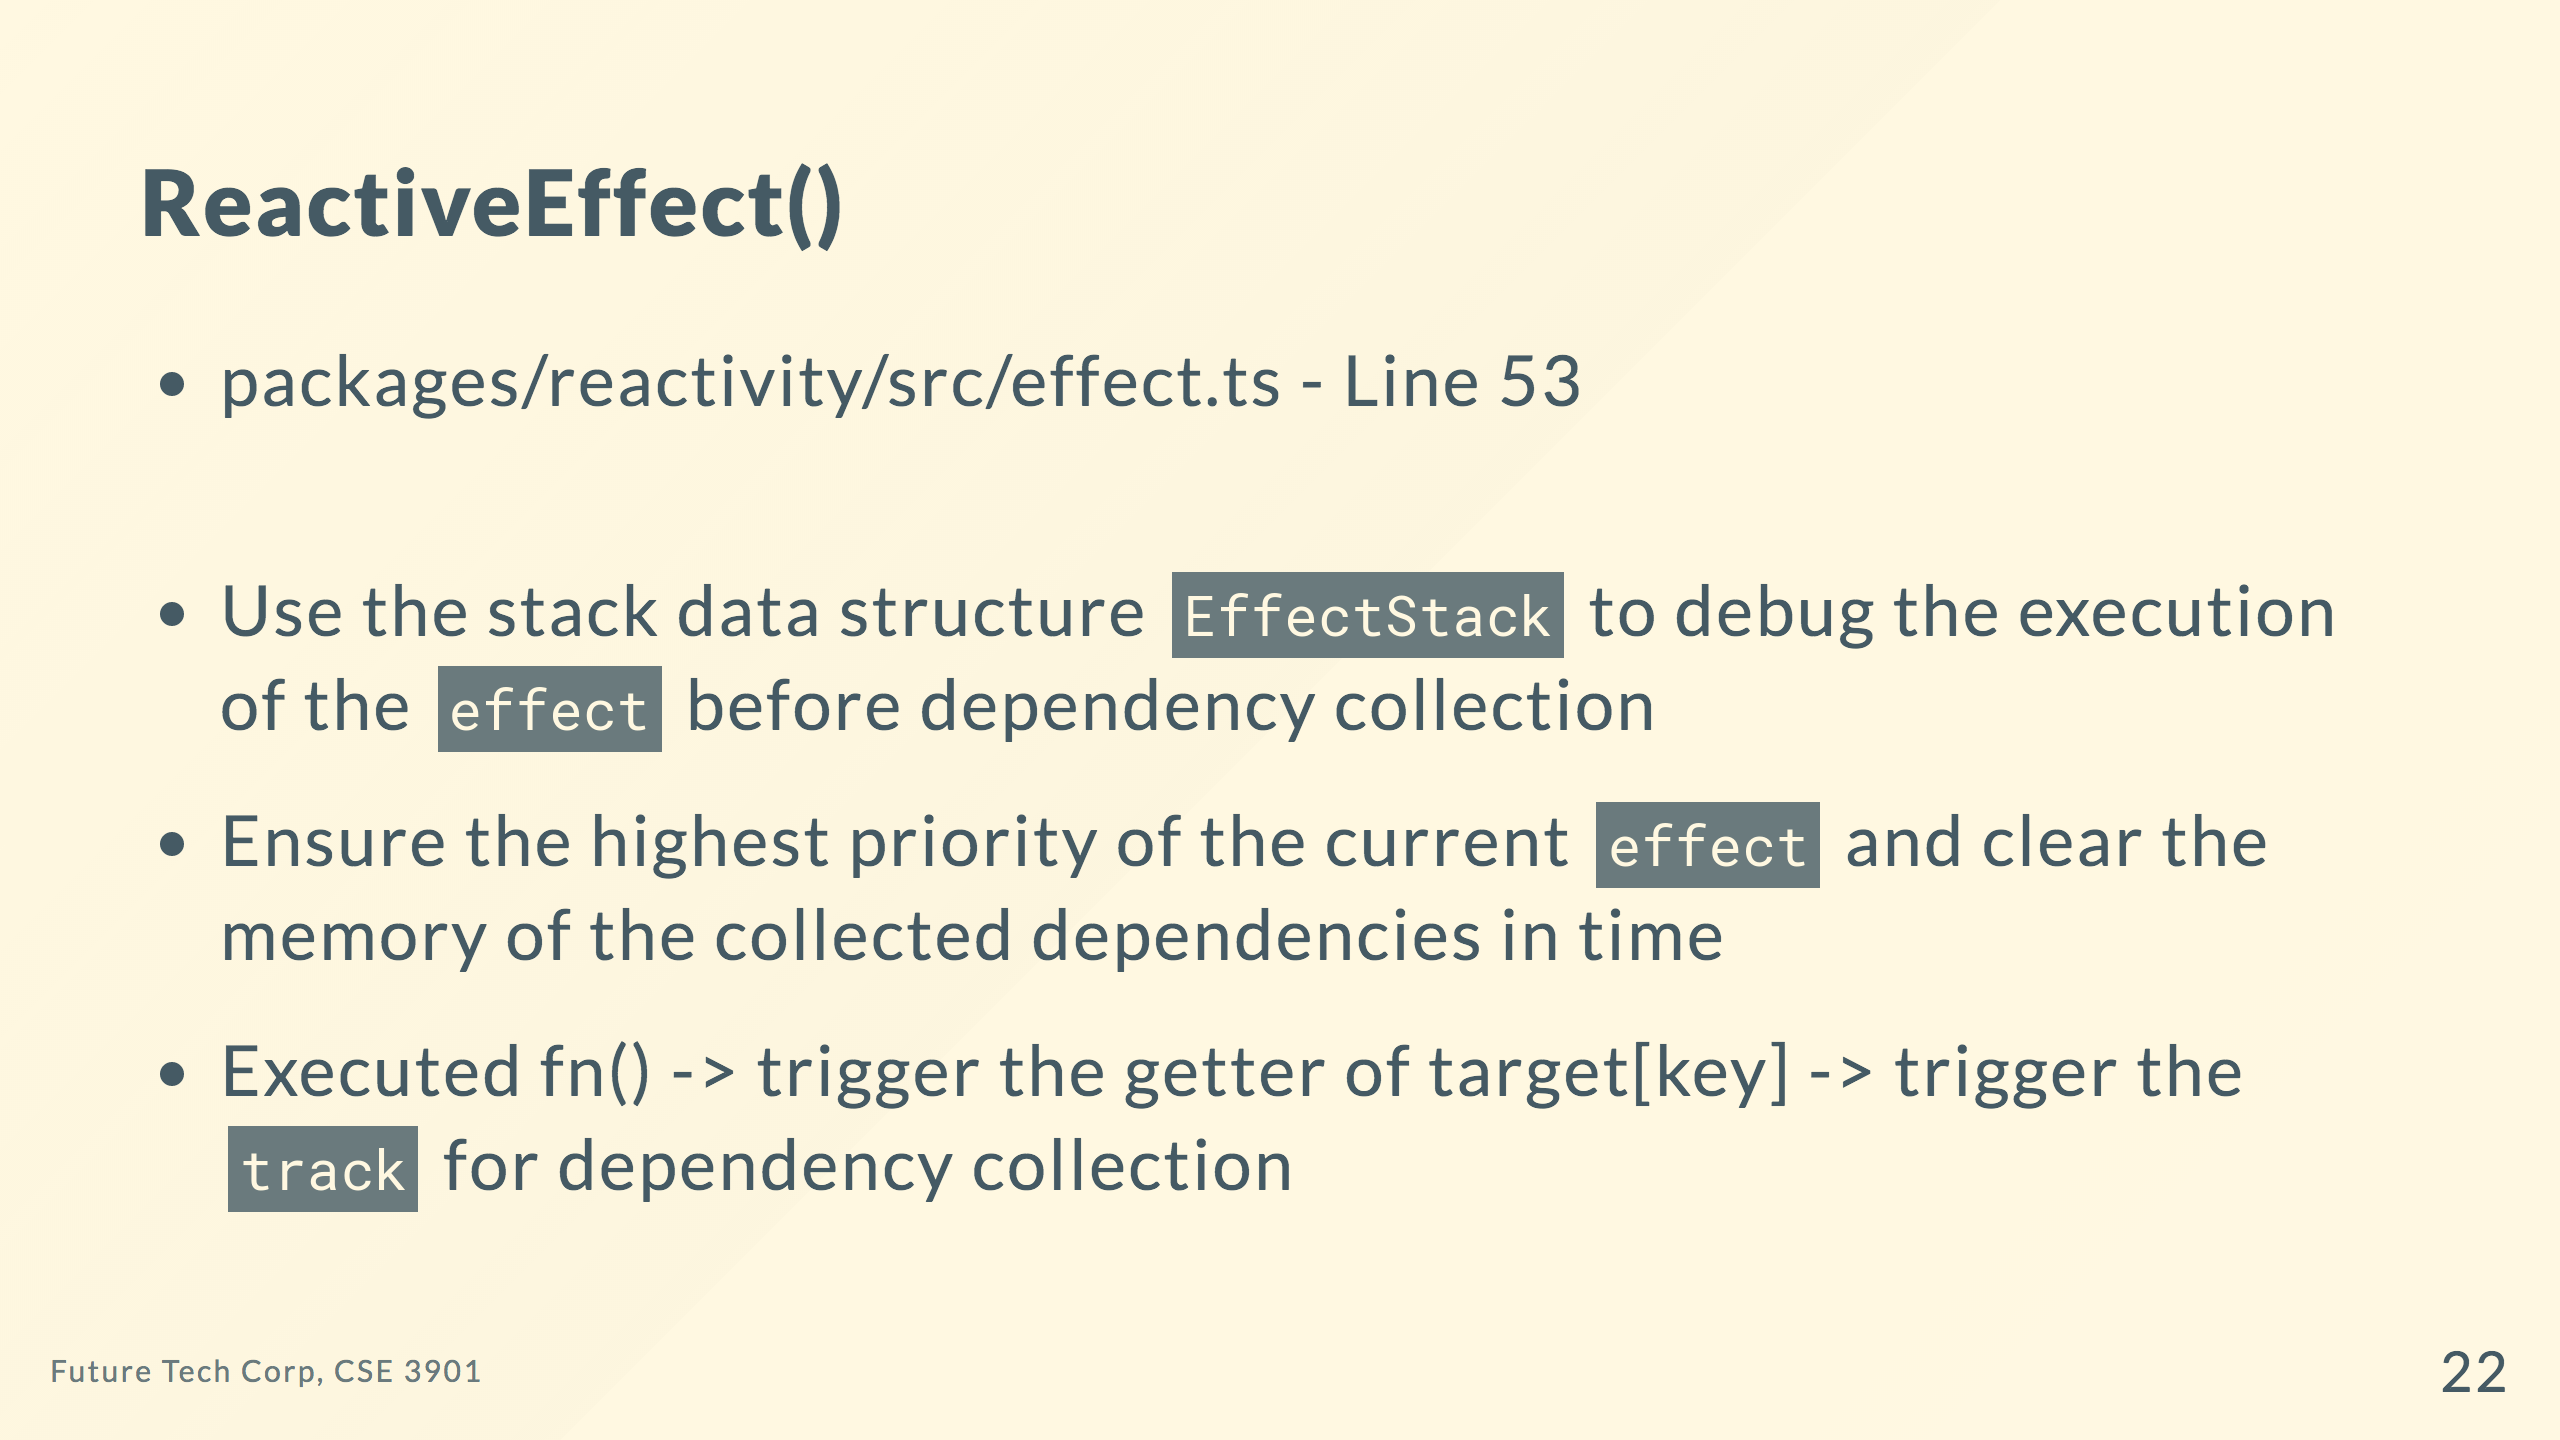 ReactiveEffect()
• packages/reactivity/src/effect.ts - Line 53
• Use the stack data structure EffectStack to debug the execution
of the effect before dependency collection
• Ensure the highest priority of the current effect and clear the
memory of the collected dependencies in time
• Executed fn() -> trigger the getter of target[key] -> trigger the
track for dependency collection
Future Tech Corp, CSE 3901
22